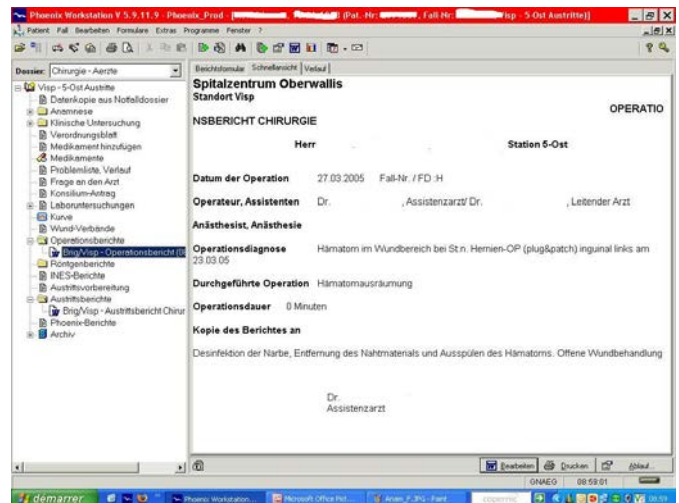 Phoenix Workstation V 5.9.11.9 - Phoenix_Prod - [ (Pat.-Nr: , Fall-Nr: Visp - 5-Ost Austritte)]
Patient Fall Bearbeiten Formulare Extras Programme Fenster ?
Dossier: Chirurgie - Aerzte
Berichtsformular Schnellansicht Verlauf
Visp - 5-Ost Austritte
Datenkopie aus Notfalldossier
Anamnese
Klinische Untersuchung
Verordnungsblatt
Medikament hinzufügen
Medikamente
Problemliste, Verlauf
Frage an den Arzt
Konsilium-Antrag
Laboruntersuchungen
Kurve
Wund-Verbände
Operationsberichte
Brig/Visp - Operationsbericht (
Röntgenberichte
INES-Berichte
Austrittsvorbereitung
Austrittsberichte
Brig/Visp - Austrittsbericht Chirur
Phoenix-Berichte
Archiv
Spitalzentrum Oberwallis
Standort Visp
OPERATIO
NSBERICHT CHIRURGIE
Herr Station 5-Ost
Datum der Operation 27.03.2005 Fall-Nr. / FD :H
Operateur, Assistenten Dr. , Assistenzarzt/ Dr. , Leitender Arzt
Anästhesist, Anästhesie
Operationsdiagnose Hämatom im Wundbereich bei St.n. Hernien-OP (plug&patch) inguinal links am
23.03.05
Durchgeführte Operation Hämatomausräumung
Operationsdauer 0 Minuten
Kopie des Berichtes an
Desinfektion der Narbe, Entfernung des Nahtmaterials und Ausspülen des Hämatoms. Offene Wundbehandlung
Dr.
Assistenzarzt
Bearbeiten Drucken Ablauf...
GNAEG 08:59:01
démarrer Phoenix Workstation... Microsoft Office Pict... Anam_P.JPG - Paint copernic 08:59